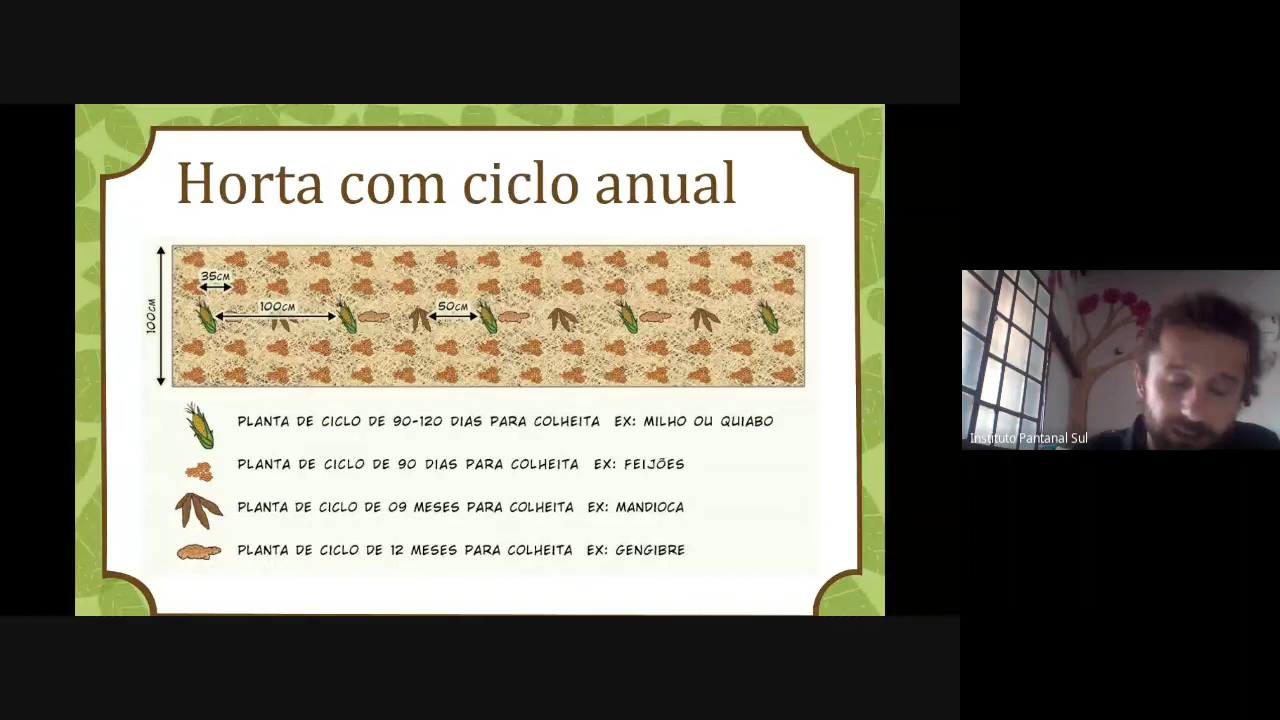 Horta com ciclo anual
35CM
100CM
50CM
100CM
PLANTA DE CICLO DE 90-120 DIAS PARA COLHEITA EX: MILHO OU QUIABO
PLANTA DE CICLO DE 90 DIAS PARA COLHEITA EX: FEIJÕES
PLANTA DE CICLO DE 09 MESES PARA COLHEITA EX: MANDIOCA
PLANTA DE CICLO DE 12 MESES PARA COLHEITA EX: GENGIBRE
Instituto Pantanal Sul